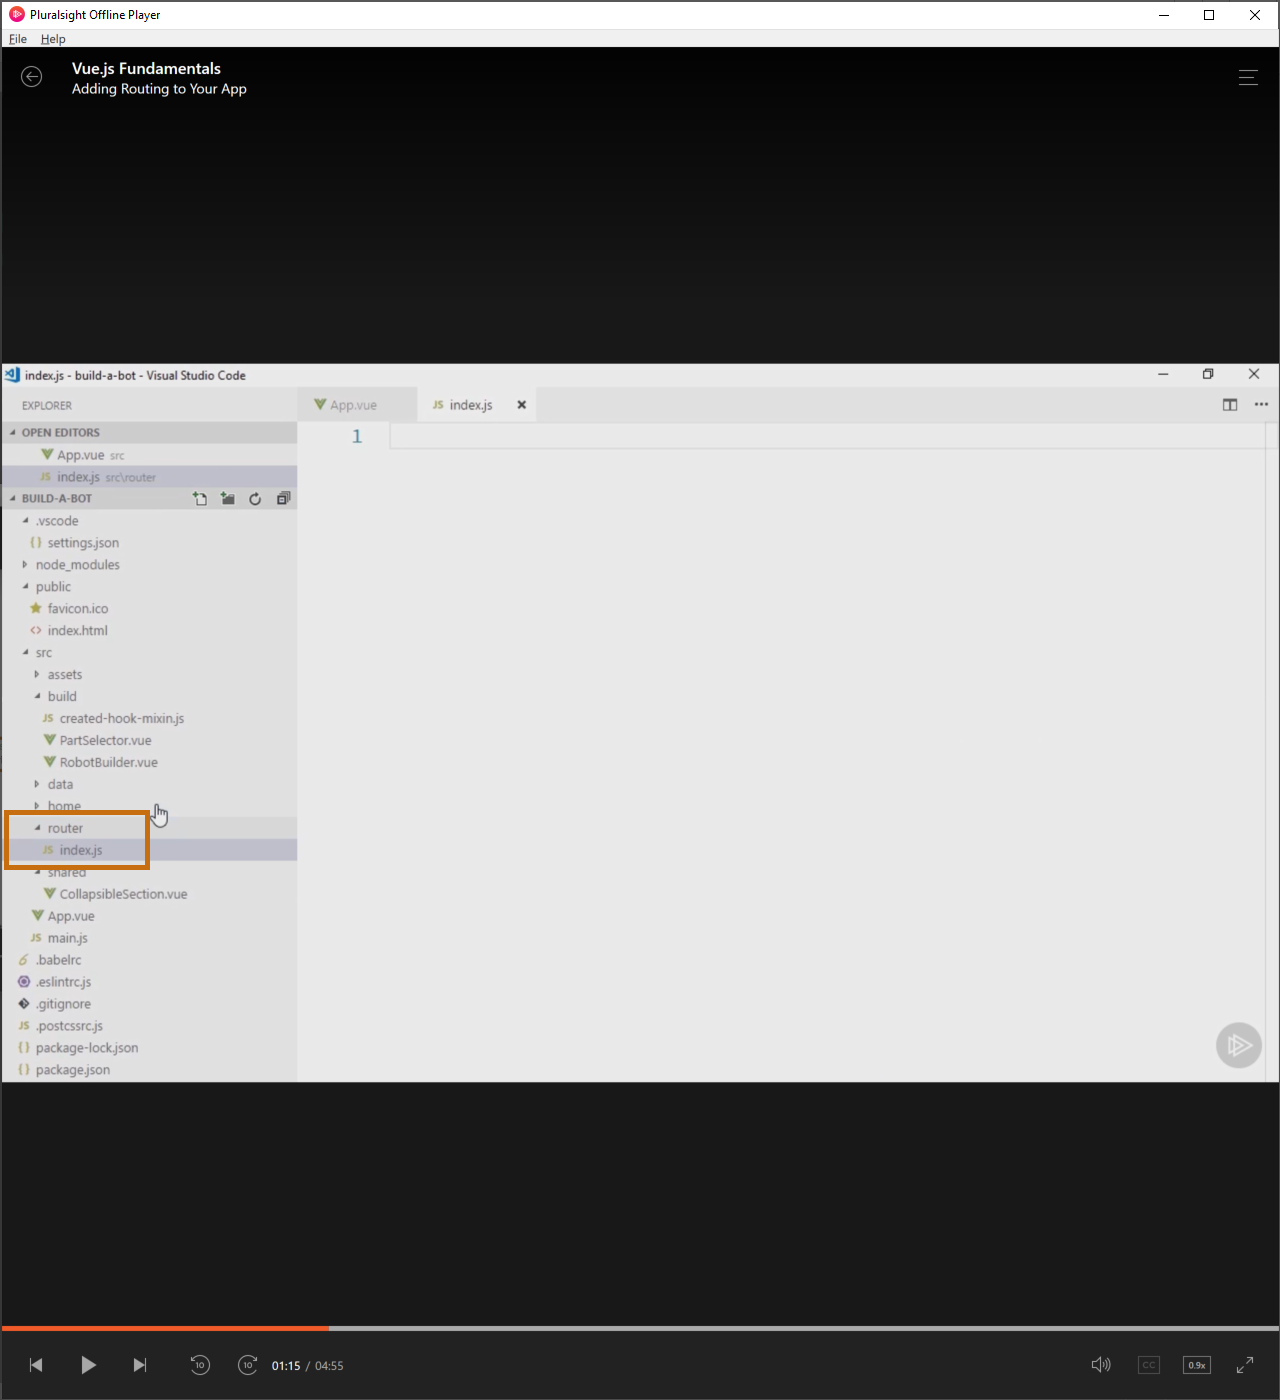 Pluralsight Offline Player
File Help
Vue.js Fundamentals
Adding Routing to Your App
index.js - build-a-bot - Visual Studio Code
EXPLORER
App.vue
JS index.js
OPEN EDITORS
App.vue src
JS index.js src\router
BUILD-A-BOT
1
.vscode
{} settings.json
node_modules
public
favicon.ico
<> index.html
src
assets
build
JS created-hook-mixin.js
PartSelector.vue
RobotBuilder.vue
data
home
router
JS index.js
shared
CollapsibleSection.vue
App.vue
JS main.js
.babelrc
.eslintrc.js
.gitignore
JS .postcssrc.js
{} package-lock.json
{} package.json
10
10
01:15 / 04:55
CC
0.9x